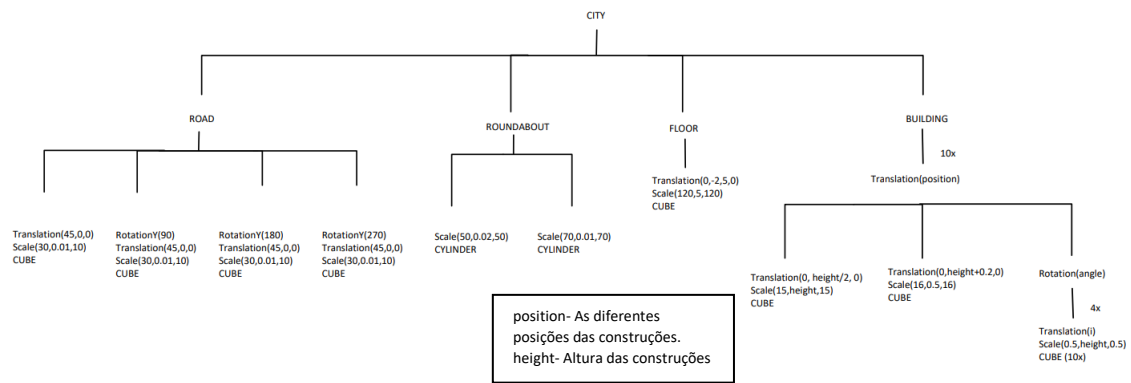 CITY
ROAD
ROUNDABOUT
FLOOR
BUILDING
10x
Translation(0,-2,5,0)
Scale(120,5,120)
CUBE
Translation(position)
Translation(45,0,0)
Scale(30,0.01,10)
CUBE
RotationY(90)
Translation(45,0,0)
Scale(30,0.01,10)
CUBE
RotationY(180)
Translation(45,0,0)
Scale(30,0.01,10)
CUBE
RotationY(270)
Translation(45,0,0)
Scale(30,0.01,10)
CUBE
Scale(50,0.02,50)
CYLINDER
Scale(70,0.01,70)
CYLINDER
Translation(0, height/2, 0)
Scale(15,height,15)
CUBE
Translation(0,height+0.2,0)
Scale(16,0.5,16)
CUBE
Rotation(angle)
4x
Translation(i)
Scale(0.5,height,0.5)
CUBE (10x)
position- As diferentes
posições das construções.
height- Altura das construções